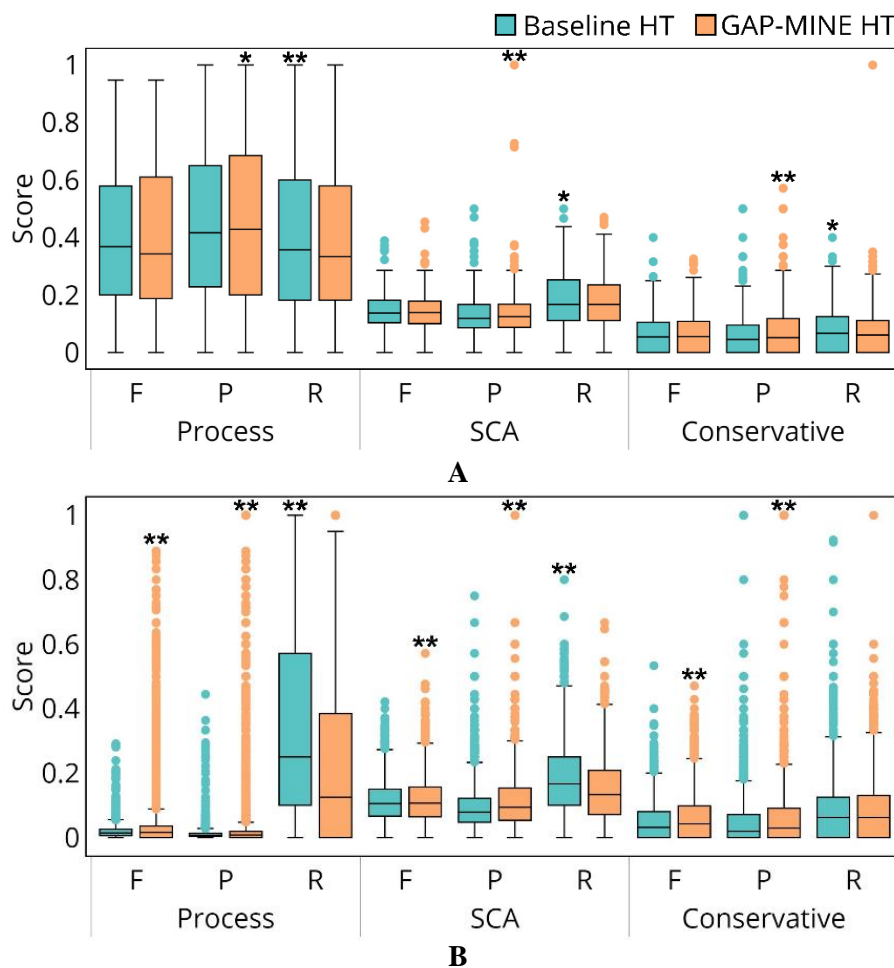 Baseline HT GAP-MINE HT
Score
1
0.8
0.6
0.4
0.2
0
* ** ** * ** *
F P R F P R F P R
Process SCA Conservative
A
Score
1
0.8
0.6
0.4
0.2
0
** ** ** ** ** ** ** **
F P R F P R F P R
Process SCA Conservative
B